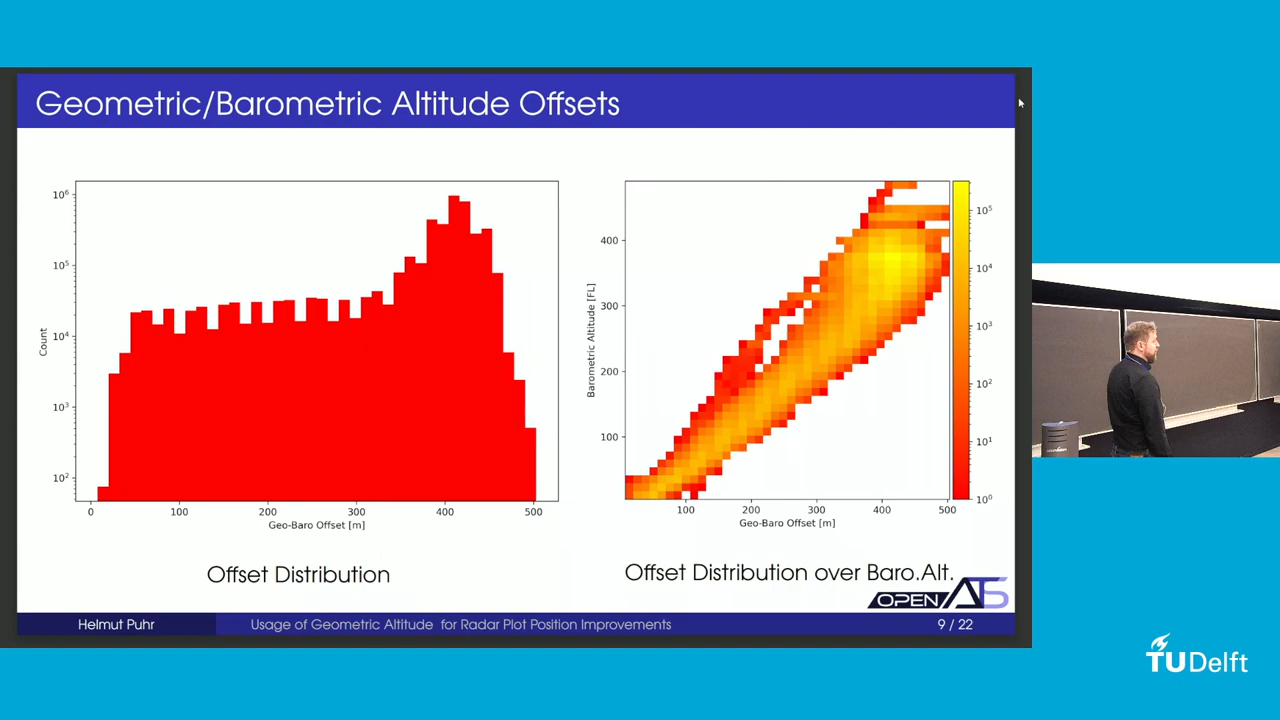 Geometric/Barometric Altitude Offsets
10⁶
10⁵
10⁴
10³
10²
Count
0 100 200 300 400 500
Geo-Baro Offset [m]
Offset Distribution
400
300
200
100
Barometric Altitude [FL]
100 200 300 400 500
Geo-Baro Offset [m]
10⁵
10⁴
10³
10²
10¹
10⁰
Offset Distribution over Baro.Alt.
OPEN ATS
Helmut Puhr
Usage of Geometric Altitude for Radar Plot Position Improvements
9 / 22
TUDelft